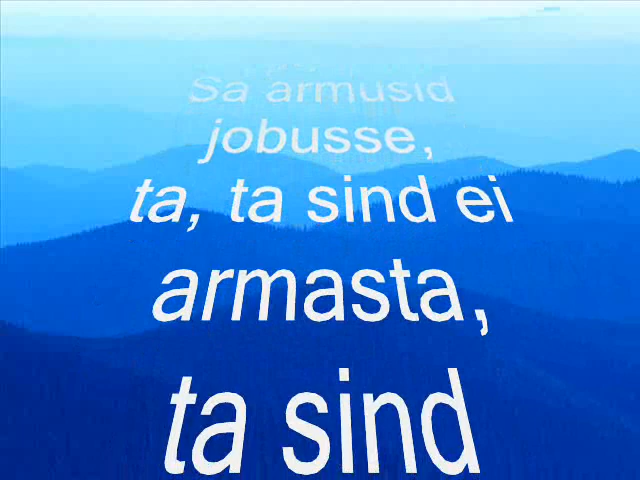 Sa armusid
jobusse,
ta, ta sind ei
armasta,
ta sind